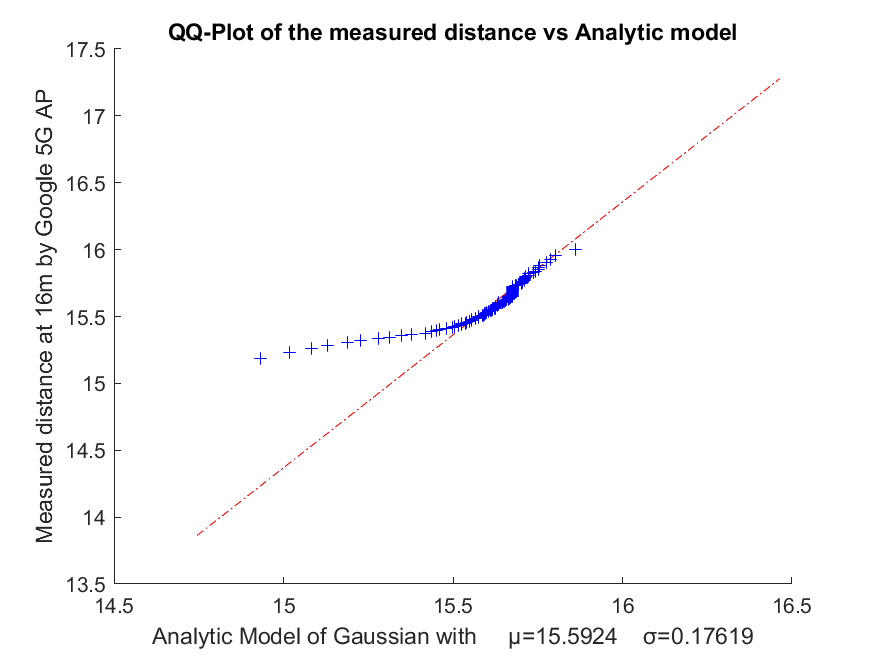 QQ-Plot of the measured distance vs Analytic model
17.5
17
16.5
16
15.5
15
14.5
14
13.5
Measured distance at 16m by Google 5G AP
14.5 15 15.5 16 16.5
Analytic Model of Gaussian with μ=15.5924 σ=0.17619